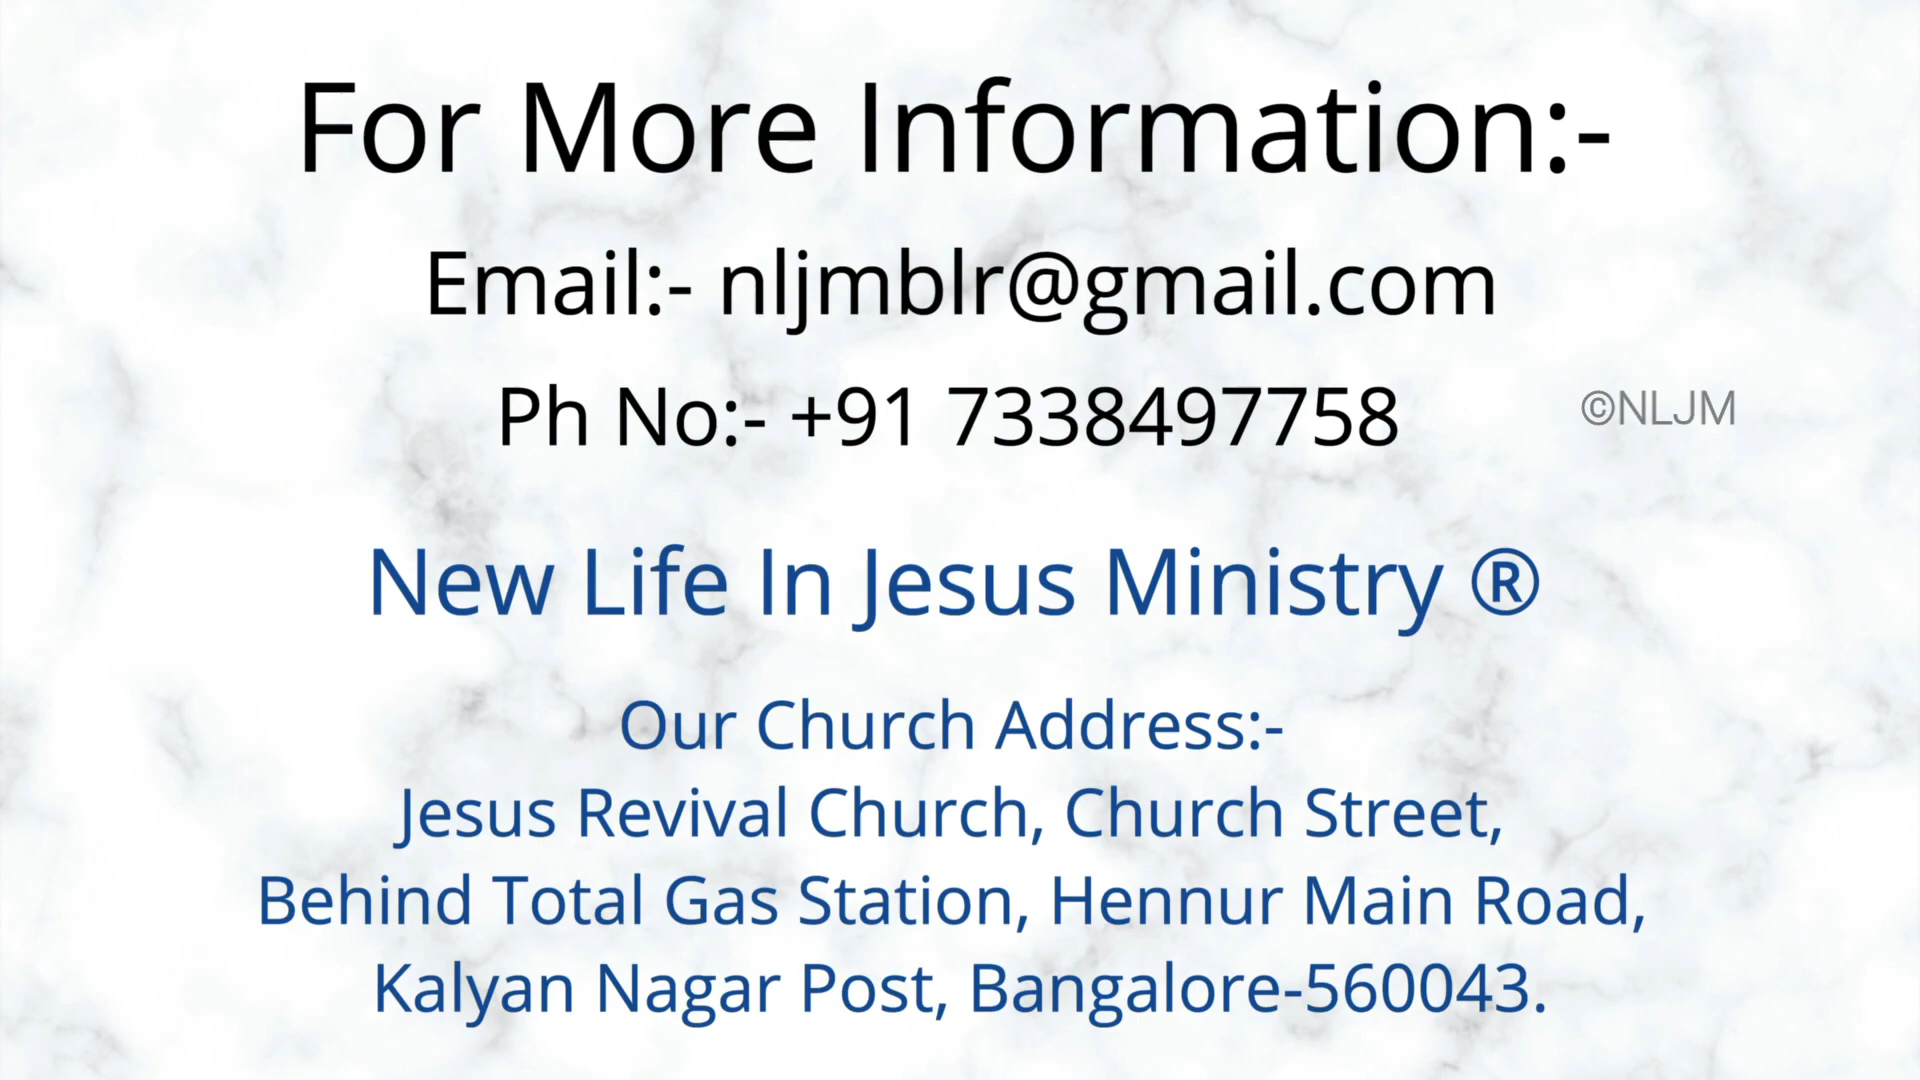 For More Information:-
Email:- nljmblr@gmail.com
Ph No:- +91 7338497758
©NLJM
New Life In Jesus Ministry ®
Our Church Address:-
Jesus Revival Church, Church Street,
Behind Total Gas Station, Hennur Main Road,
Kalyan Nagar Post, Bangalore-560043.